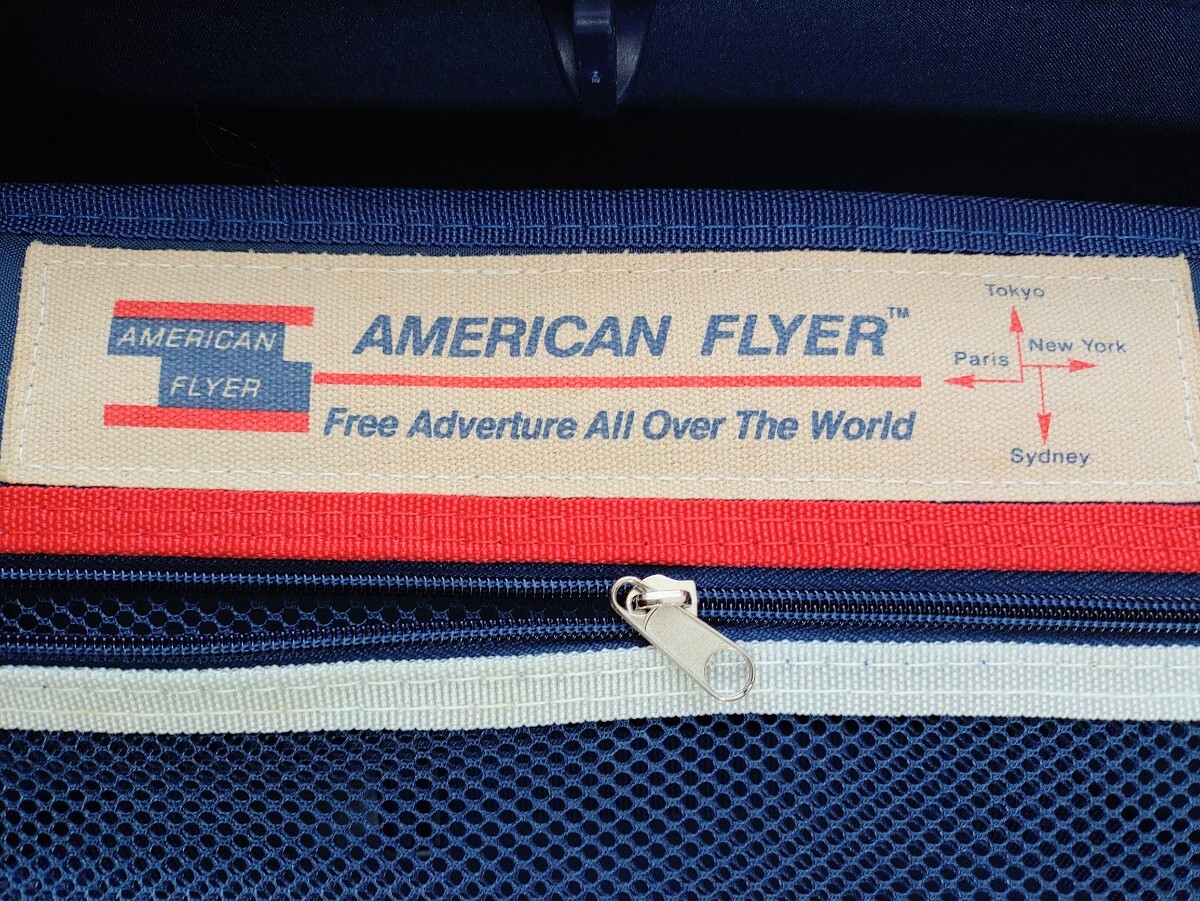 AMERICAN
FLYER
AMERICAN FLYER™
Free Adverture All Over The World
Tokyo
New York
Paris
Sydney